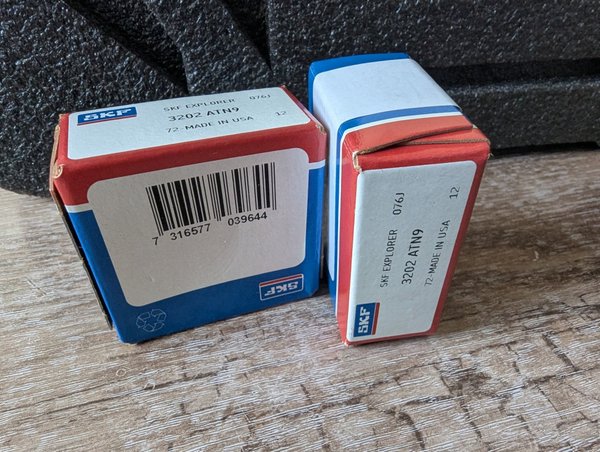 SKF
SKF EXPLORER 076J
3202 ATN9
72-MADE IN USA 12
7 316577 039644
SKF
SKF
SKF EXPLORER 076J
3202 ATN9
72-MADE IN USA 12